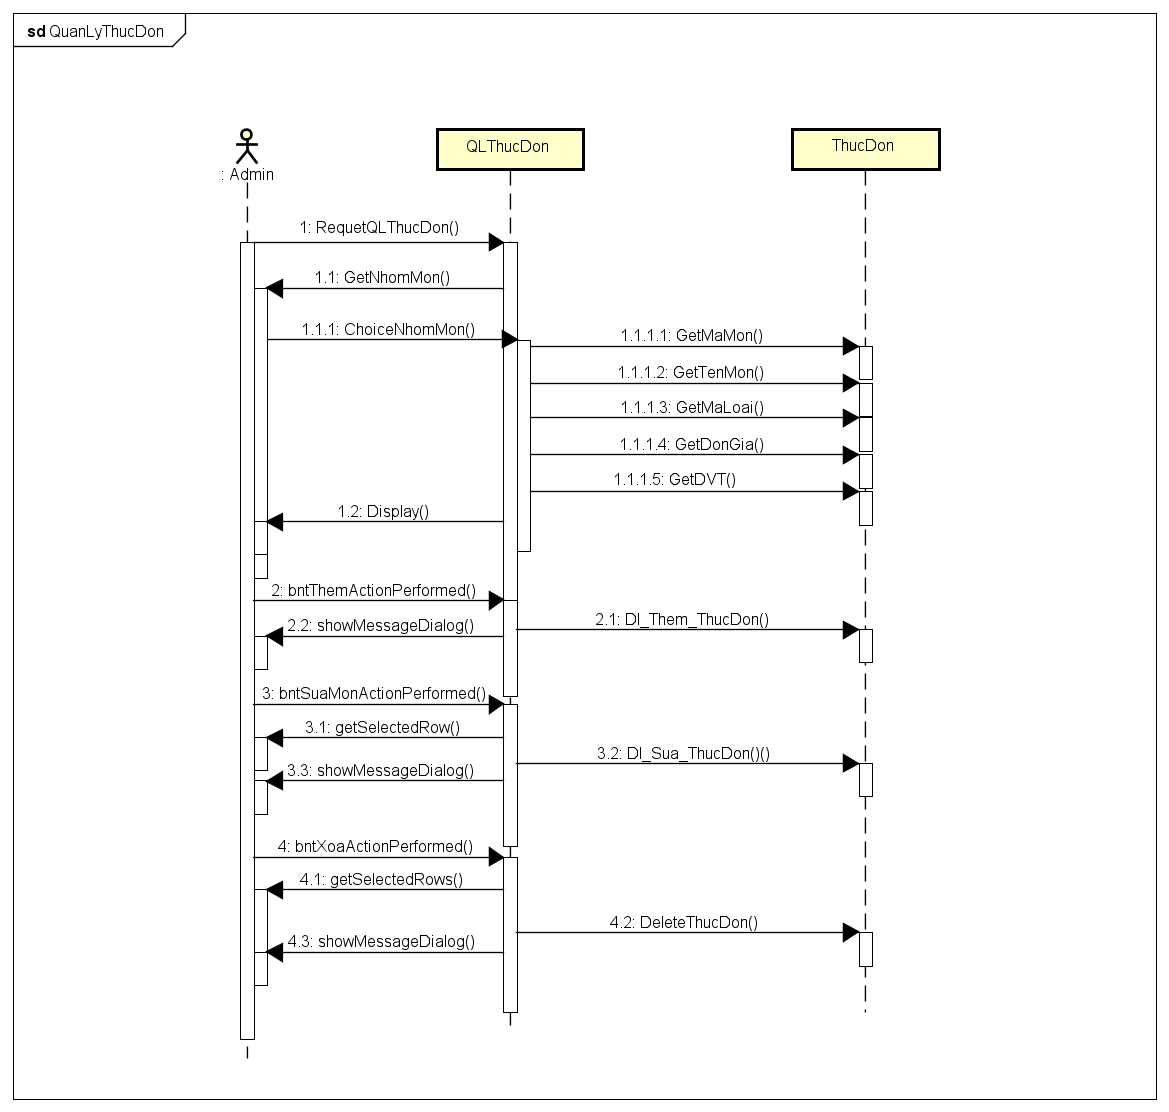 sd QuanLyThucDon
: Admin
QLThucDon
ThucDon
1: RequetQLThucDon()
1.1: GetNhomMon()
1.1.1: ChoiceNhomMon()
1.1.1.1: GetMaMon()
1.1.1.2: GetTenMon()
1.1.1.3: GetMaLoai()
1.1.1.4: GetDonGia()
1.1.1.5: GetDVT()
1.2: Display()
2: bntThemActionPerformed()
2.1: DI_Them_ThucDon()
2.2: showMessageDialog()
3: bntSuaMonActionPerformed()
3.1: getSelectedRow()
3.2: DI_Sua_ThucDon()()
3.3: showMessageDialog()
4: bntXoaActionPerformed()
4.1: getSelectedRows()
4.2: DeleteThucDon()
4.3: showMessageDialog()